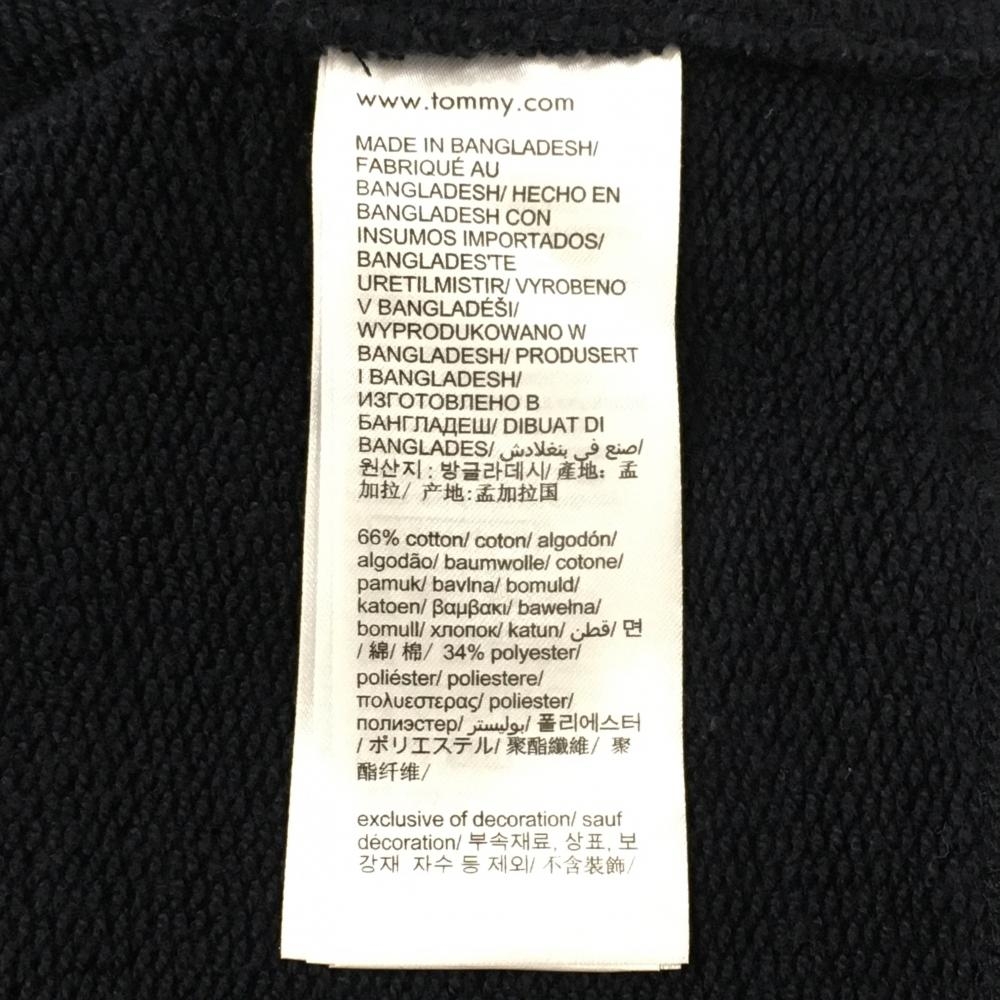 www.tommy.com
MADE IN BANGLADESH/
FABRIQUÉ AU
BANGLADESH/ HECHO EN
BANGLADESH CON
INSUMOS IMPORTADOS/
BANGLADES'TE
URETILMISTIR/ VYROBENO
V BANGLADÉŠI/
WYPRODUKOWANO W
BANGLADESH/ PRODUSERT
I BANGLADESH/
ИЗГОТОВЛЕНО В
БАНГЛАДЕШ/ DIBUAT DI
BANGLADES/ صنع في بنغلادش/
원산지 : 방글라데시/ 產地: 孟
加拉/ 产地:孟加拉国
66% cotton/ coton/ algodón/
algodão/ baumwolle/ cotone/
pamuk/ bavlna/ bomuld/
katoen/ βαμβακι/ bawełna/
bomull/ хлопок/ katun/ قطن/ 면
/ 綿/ 棉/ 34% polyester/
poliéster/ poliestere/
πολυεστερας/ poliester/
полиэстер/ بوليستر/ 폴리에스터
/ ポリエステル/ 聚酯纖維/ 聚
酯纤维/
exclusive of decoration/ sauf
décoration/ 부속재료, 상표, 보
강재 자수 등 제외/ 不含裝飾/